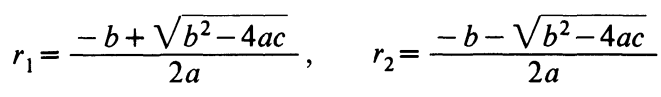 r₁ = (−b + √(b² − 4ac)) / 2a ,    r₂ = (−b − √(b² − 4ac)) / 2a